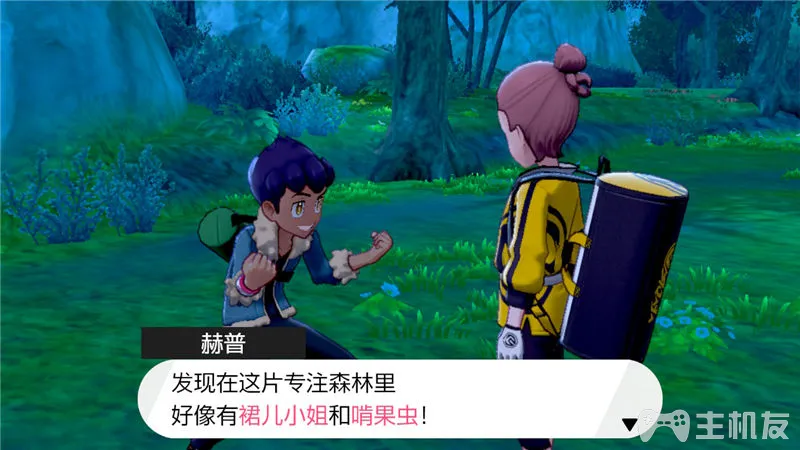 赫普
发现在这片专注森林里
好像有裙儿小姐和啃果虫！
主机友